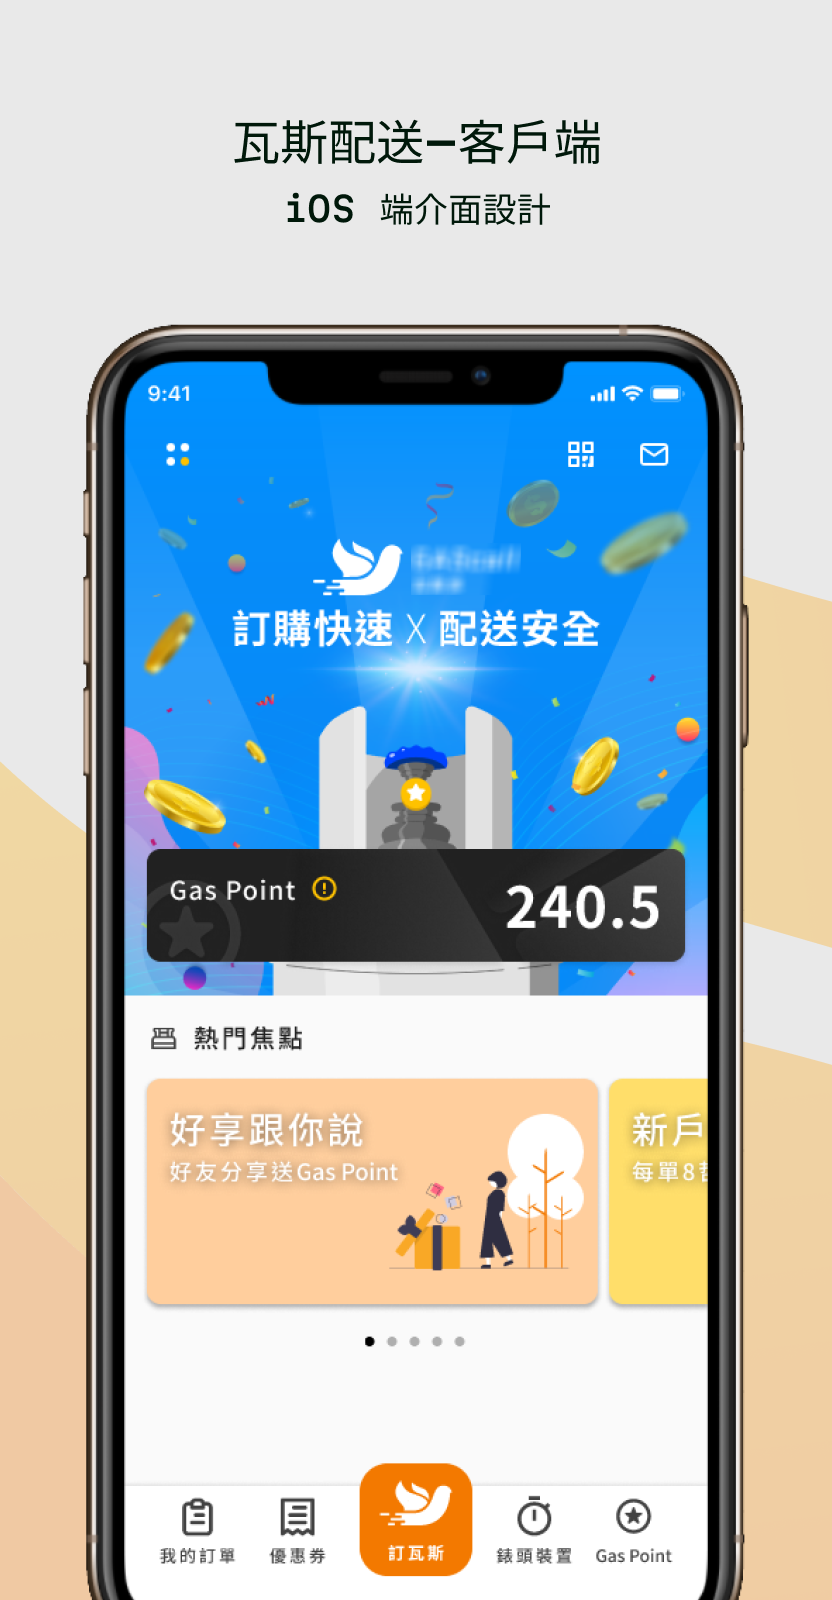 瓦斯配送-客戶端
iOS 端介面設計
9:41
訂購快速 X 配送安全
Gas Point
240.5
熱門焦點
好享跟你說
好友分享送Gas Point
新戶
每單8
我的訂單
優惠券
訂瓦斯
錶頭裝置
Gas Point